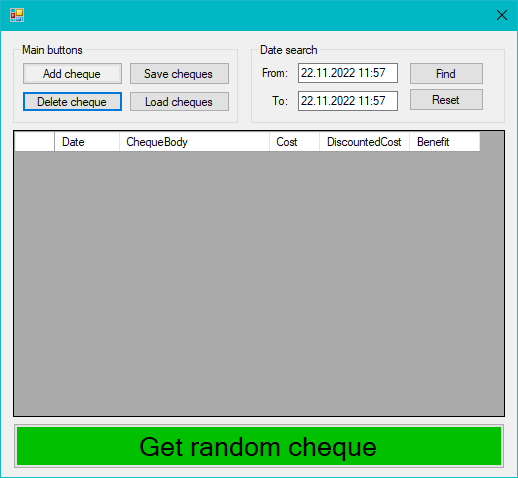 Main buttons
Add cheque
Save cheques
Delete cheque
Load cheques
Date search
From:
22.11.2022 11:57
Find
To:
22.11.2022 11:57
Reset
Date ChequeBody Cost DiscountedCost Benefit
Get random cheque